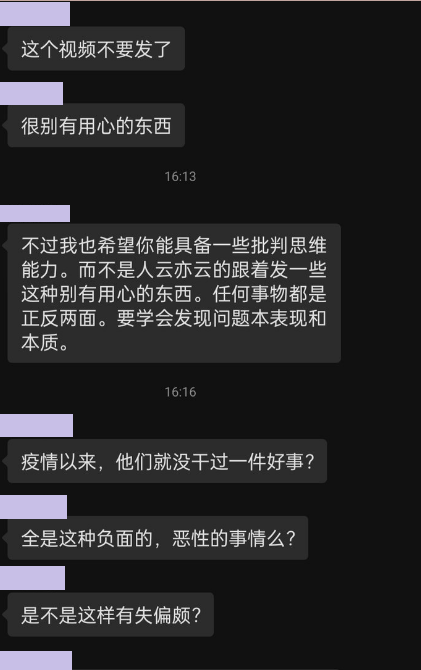 这个视频不要发了
很别有用心的东西
16:13
不过我也希望你能具备一些批判思维
能力。而不是人云亦云的跟着发一些
这种别有用心的东西。任何事物都是
正反两面。要学会发现问题本表现和
本质。
16:16
疫情以来，他们就没干过一件好事？
全是这种负面的，恶性的事情么？
是不是这样有失偏颇？